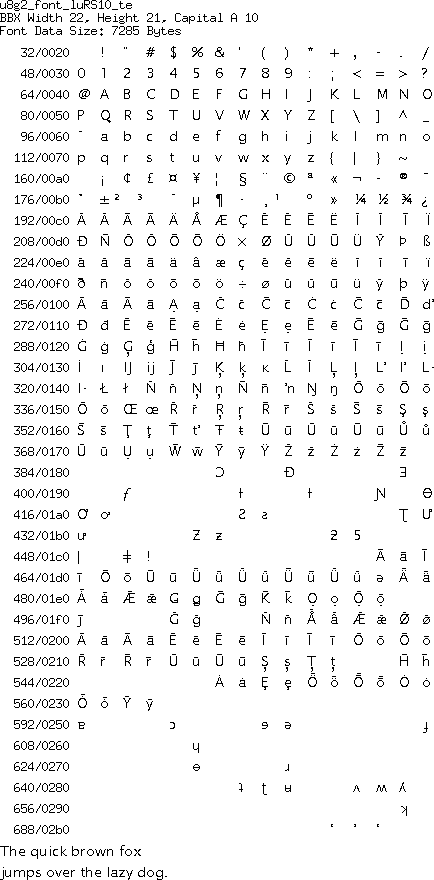 u8g2_font_luRS10_te
BBX Width 22, Height 21, Capital A 10
Font Data Size: 7285 Bytes
32/0020 ! " # $ % & ' ( ) * + , - . /
48/0030 0 1 2 3 4 5 6 7 8 9 : ; < = > ?
64/0040 @ A B C D E F G H I J K L M N O
80/0050 P Q R S T U V W X Y Z [ \ ] ^ _
96/0060 ` a b c d e f g h i j k l m n o
112/0070 p q r s t u v w x y z { | } ~
160/00a0 ¡ ¢ £ ¤ ¥ ¦ § ¨ © ª « ¬ - ® ¯
176/00b0 ° ± ² ³ ´ µ ¶ · ¸ ¹ º » ¼ ½ ¾ ¿
192/00c0 À Á Â Ã Ä Å Æ Ç È É Ê Ë Ì Í Î Ï
208/00d0 Ð Ñ Ò Ó Ô Õ Ö × Ø Ù Ú Û Ü Ý Þ ß
224/00e0 à á â ã ä å æ ç è é ê ë ì í î ï
240/00f0 ð ñ ò ó ô õ ö ÷ ø ù ú û ü ý þ ÿ
256/0100 Ā ā Ă ă Ą ą Ć ć Ĉ ĉ Ċ ċ Č č Ď ď
272/0110 Đ đ Ē ē Ĕ ĕ Ė ė Ę ę Ě ě Ĝ ĝ Ğ ğ
288/0120 Ġ ġ Ģ ģ Ĥ ĥ Ħ ħ Ĩ ĩ Ī ī Ĭ ĭ Į į
304/0130 İ ı Ĳ ĳ Ĵ ĵ Ķ ķ ĸ Ĺ ĺ Ļ ļ Ľ ľ Ŀ
320/0140 ŀ Ł ł Ń ń Ņ ņ Ň ň ŉ Ŋ ŋ Ō ō Ŏ ŏ
336/0150 Ő ő Œ œ Ŕ ŕ Ŗ ŗ Ř ř Ś ś Ŝ ŝ Ş ş
352/0160 Š š Ţ ţ Ť ť Ŧ ŧ Ũ ũ Ū ū Ŭ ŭ Ů ů
368/0170 Ű ű Ų ų Ŵ ŵ Ŷ ŷ Ÿ Ź ź Ż ż Ž ž
384/0180 Ɔ Ɖ Ǝ
400/0190 ƒ ƚ ƚ Ɲ Ɵ
416/01a0 Ơ ơ Ƨ ƨ Ʈ Ư
432/01b0 ư Ƶ ƶ 2 5
448/01c0 ǀ ǂ ǃ Ǎ ǎ Ǐ
464/01d0 ǐ Ǒ ǒ Ǔ ǔ Ǖ ǖ Ǘ ǘ Ǚ ǚ Ǜ ǜ ǝ Ǟ ǟ
480/01e0 Ǡ ǡ Ǣ ǣ Ǥ ǥ Ǧ ǧ Ǩ ǩ Ǫ ǫ Ǭ ǭ
496/01f0 ǰ Ǵ ǵ Ǹ ǹ Ǻ ǻ Ǽ ǽ Ǿ ǿ
512/0200 Ȁ ȁ Ȃ ȃ Ȅ ȅ Ȇ ȇ Ȉ ȉ Ȋ ȋ Ȍ ȍ Ȏ ȏ
528/0210 Ȑ ȑ Ȓ ȓ Ȕ ȕ Ȗ ȗ Ș ș Ț ț Ȟ ȟ
544/0220 Ȧ ȧ Ȩ ȩ Ȫ ȫ Ȭ ȭ Ȯ ȯ
560/0230 Ȱ ȱ Ȳ ȳ
592/0250 ɐ ɔ ɘ ə ɟ
608/0260 ɥ
624/0270 ɵ ɹ
640/0280 ʇ ʈ ʉ ʌ ʍ ʎ
656/0290 ʞ
688/02b0 ʻ ʼ ʽ
The quick brown fox
jumps over the lazy dog.